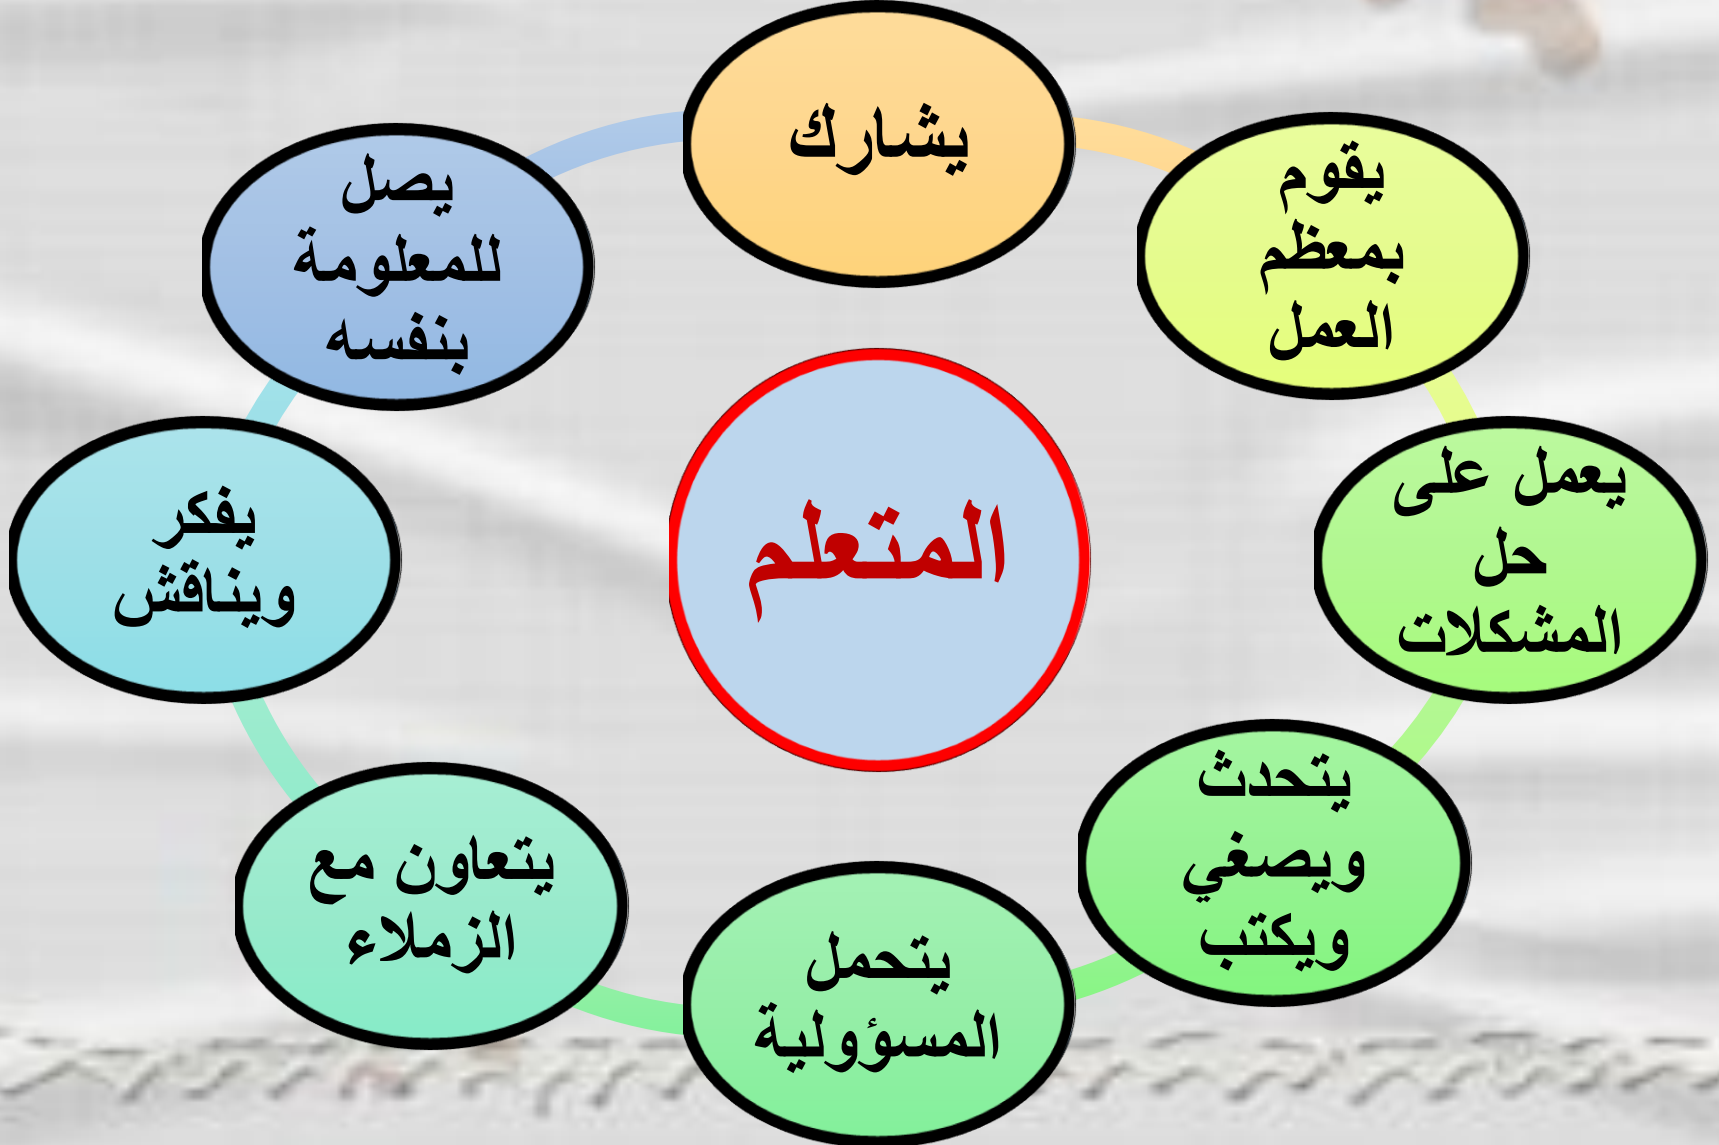 يشارك
يقوم
بمعظم
العمل
يعمل على
حل
المشكلات
يتحدث
ويصغي
ويكتب
يتحمل
المسؤولية
يتعاون مع
الزملاء
يفكر
ويناقش
يصل
للمعلومة
بنفسه
المتعلم